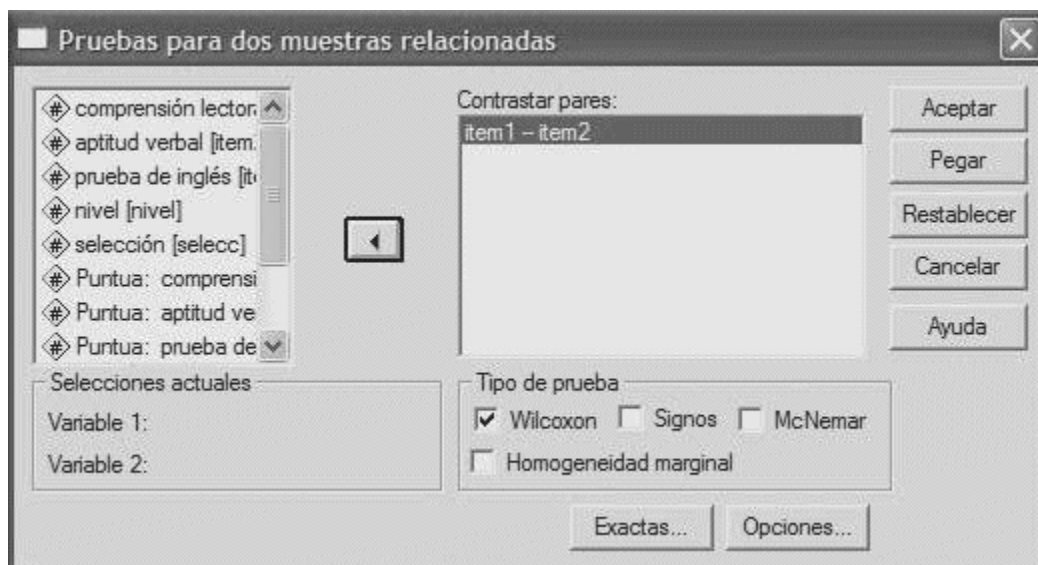 Pruebas para dos muestras relacionadas
comprensión lectora
aptitud verbal [item
prueba de inglés [ite
nivel [nivel]
selección [selecc]
Puntua: comprensi
Puntua: aptitud ve
Puntua: prueba de
Contrastar pares:
item1 – item2
Aceptar
Pegar
Restablecer
Cancelar
Ayuda
Selecciones actuales
Variable 1:
Variable 2:
Tipo de prueba
Wilcoxon
Signos
McNemar
Homogeneidad marginal
Exactas...
Opciones...